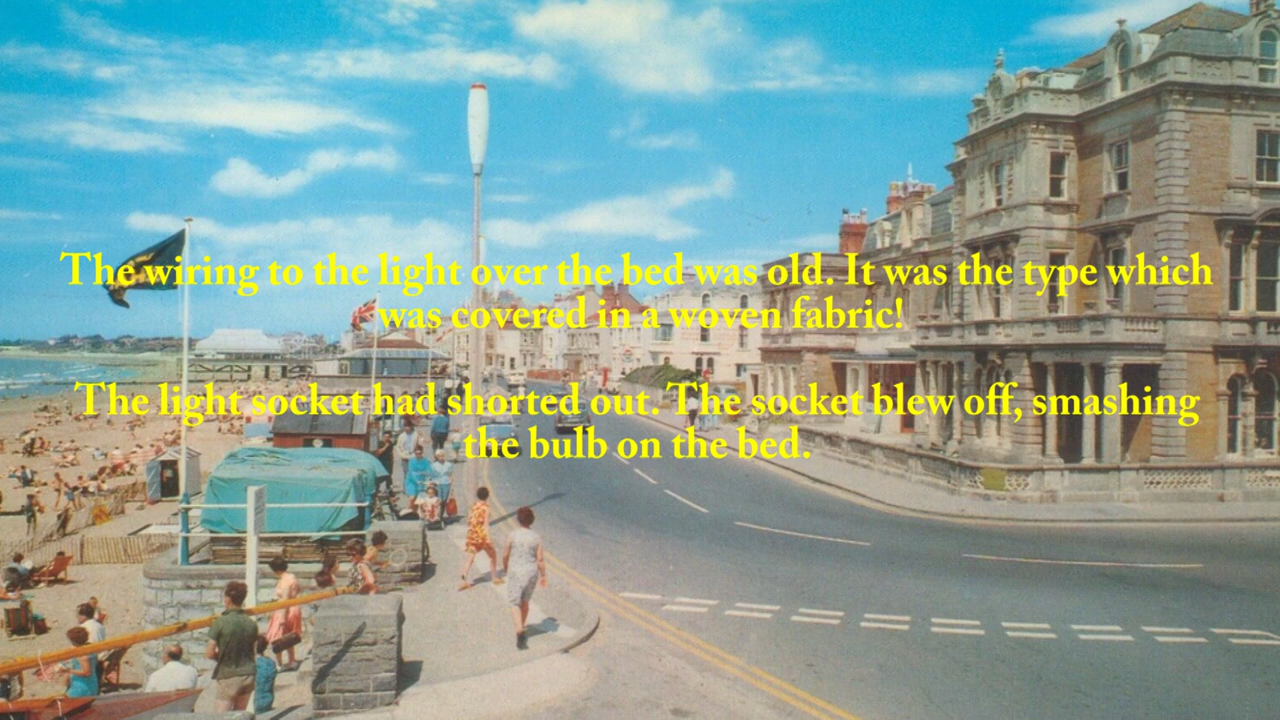 The wiring to the light over the bed was old. It was the type which
was covered in a woven fabric!
The light socket had shorted out. The socket blew off, smashing
the bulb on the bed.